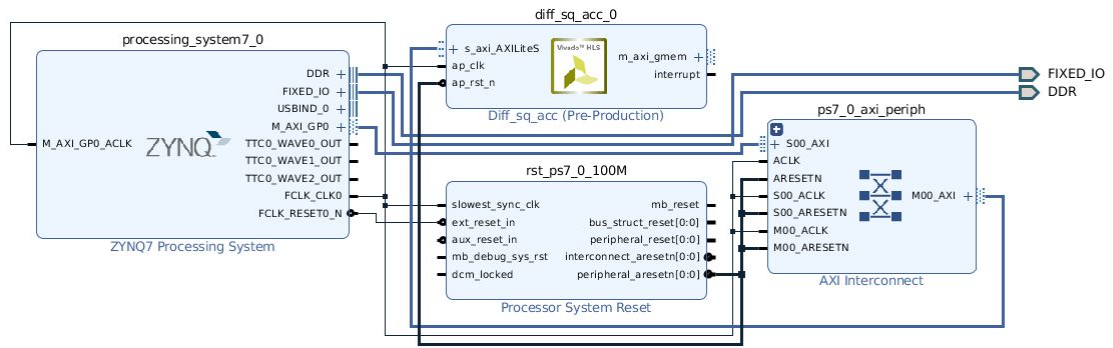 diff_sq_acc_0
processing_system7_0
s_axi_AXILiteS
ap_clk
ap_rst_n
Vivado™ HLS
m_axi_gmem
interrupt
Diff_sq_acc (Pre-Production)
DDR
FIXED_IO
USBIND_0
M_AXI_GP0
M_AXI_GP0_ACLK
ZYNQ
TTC0_WAVE0_OUT
TTC0_WAVE1_OUT
TTC0_WAVE2_OUT
FCLK_CLK0
FCLK_RESET0_N
ZYNQ7 Processing System
FIXED_IO
DDR
ps7_0_axi_periph
S00_AXI
ACLK
ARESETN
S00_ACLK
S00_ARESETN
M00_ACLK
M00_ARESETN
M00_AXI
AXI Interconnect
rst_ps7_0_100M
slowest_sync_clk
ext_reset_in
aux_reset_in
mb_debug_sys_rst
dcm_locked
mb_reset
bus_struct_reset[0:0]
peripheral_reset[0:0]
interconnect_aresetn[0:0]
peripheral_aresetn[0:0]
Processor System Reset